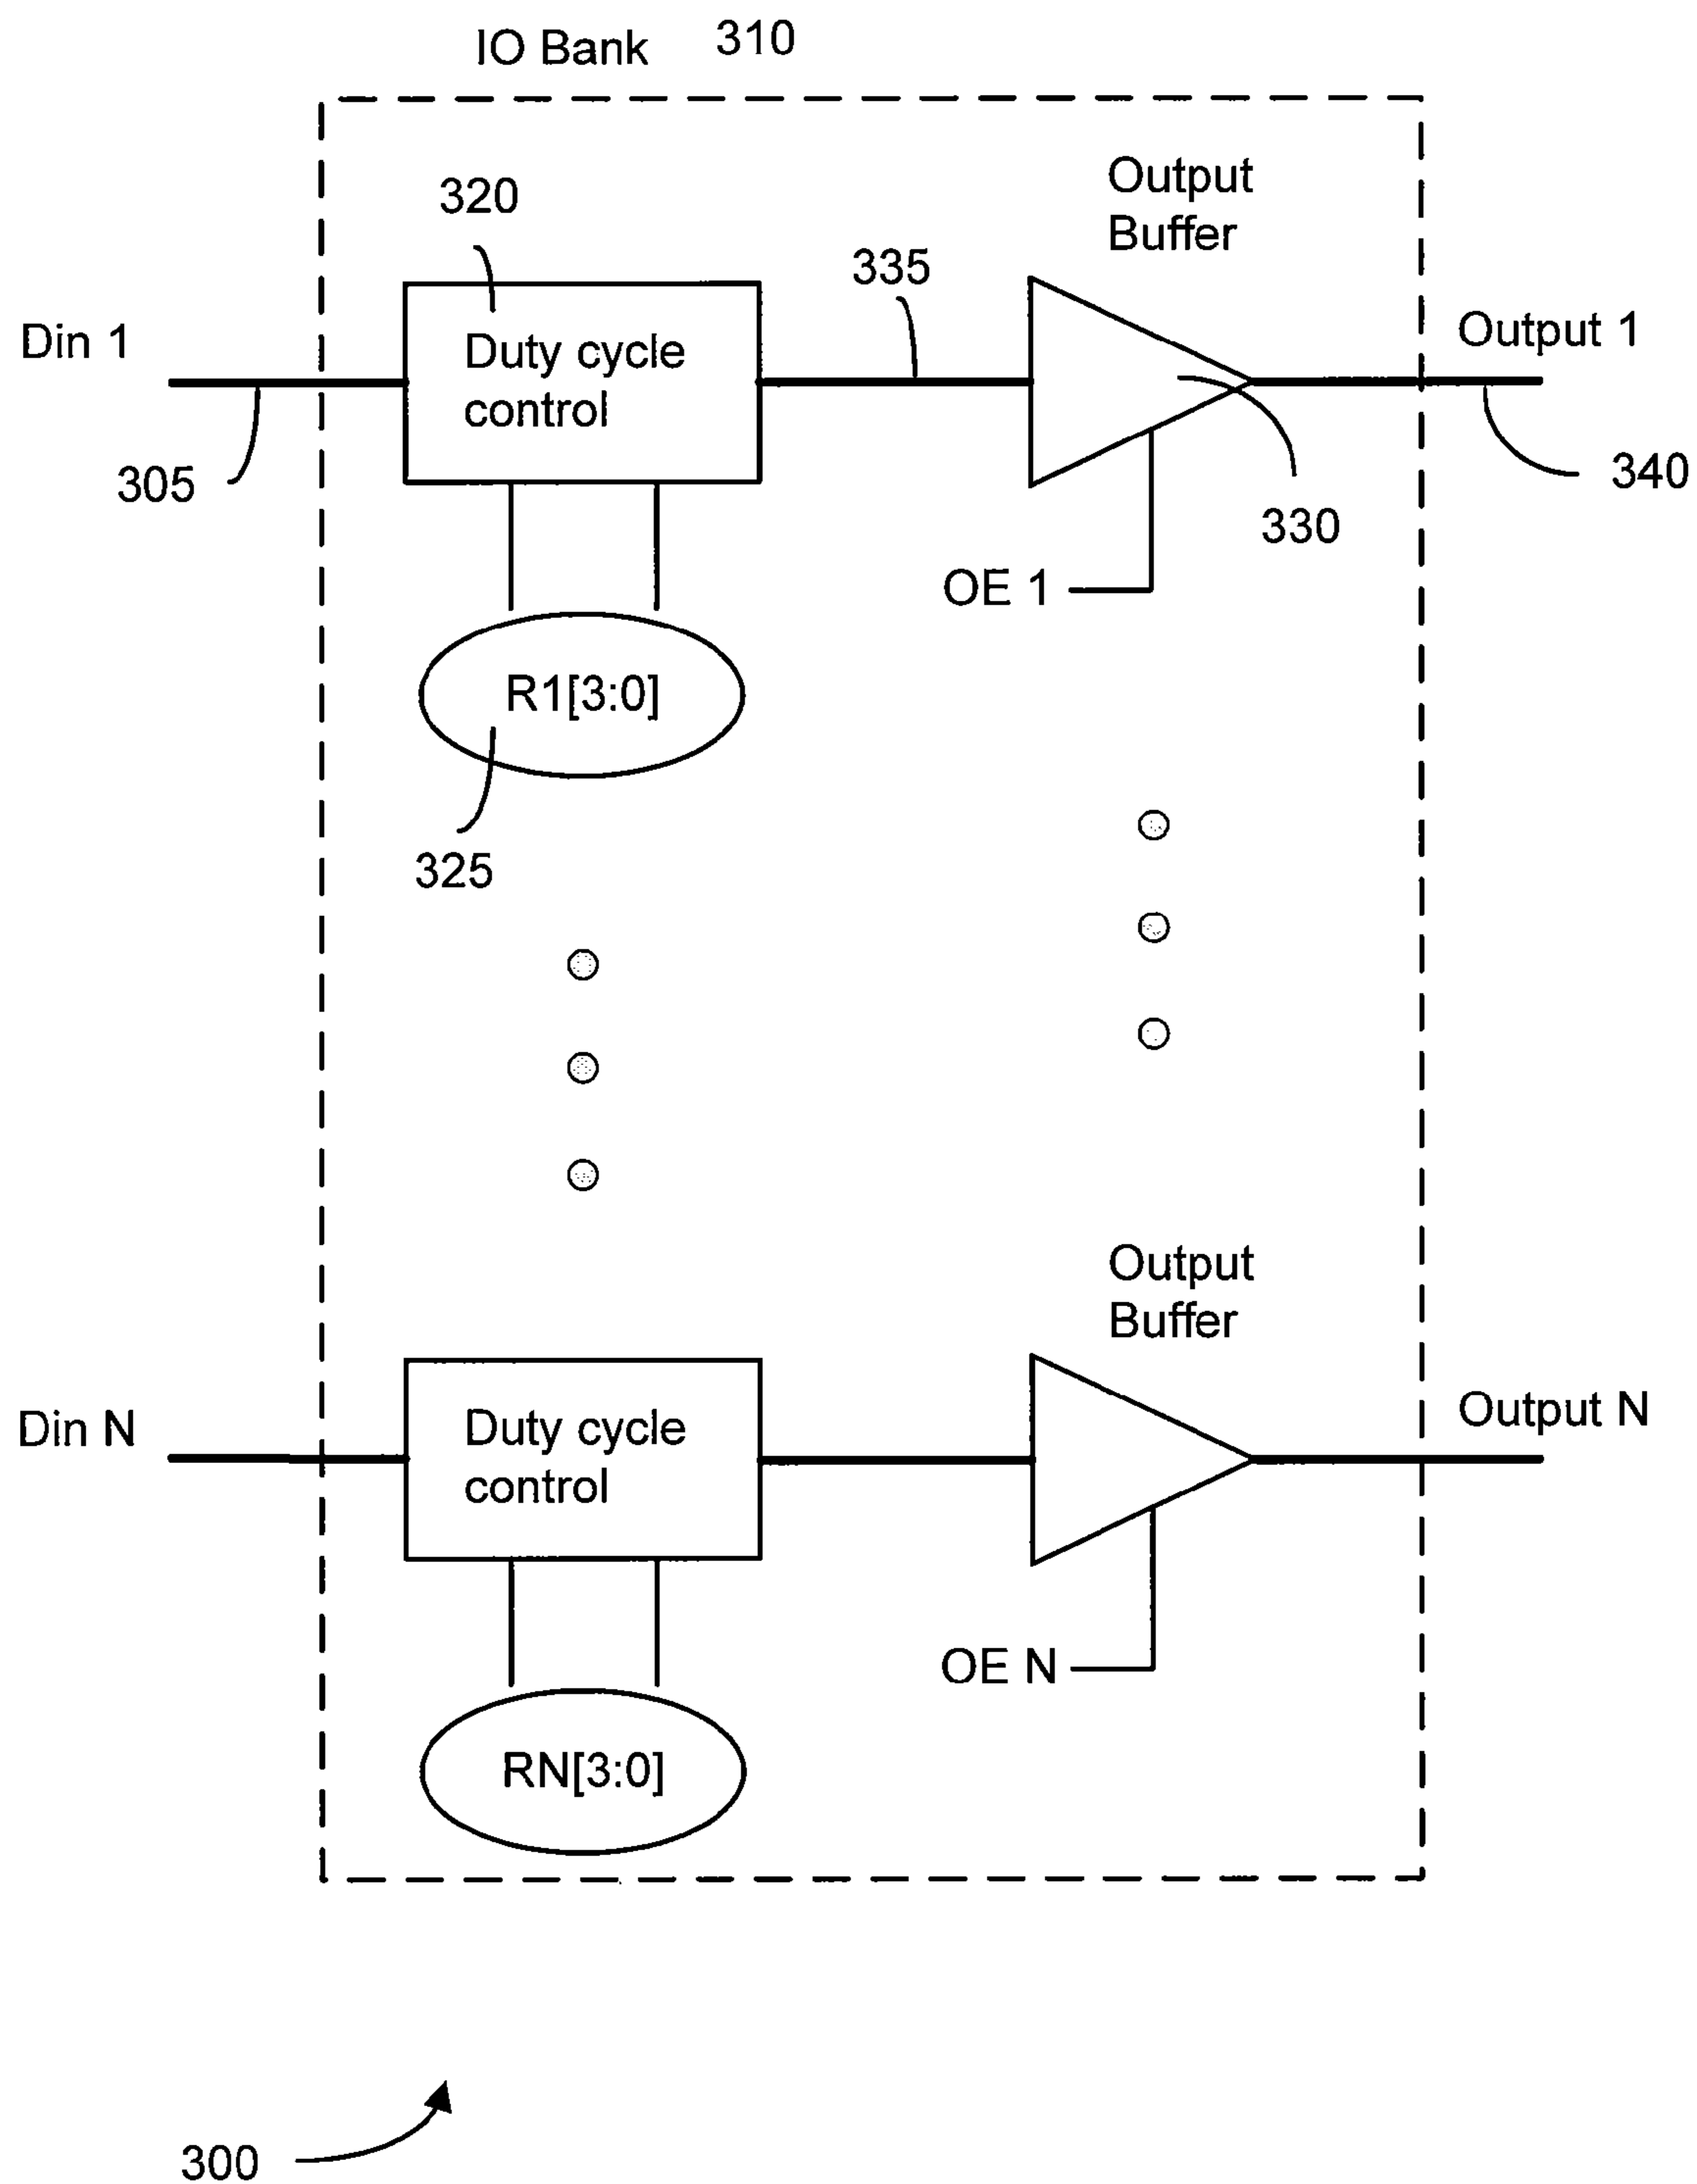 IO Bank 310
Output
Buffer
320
335
Din 1
Duty cycle
control
Output 1
305
340
330
OE 1
R1[3:0]
325
Output
Buffer
Din N
Duty cycle
control
Output N
OE N
RN[3:0]
300